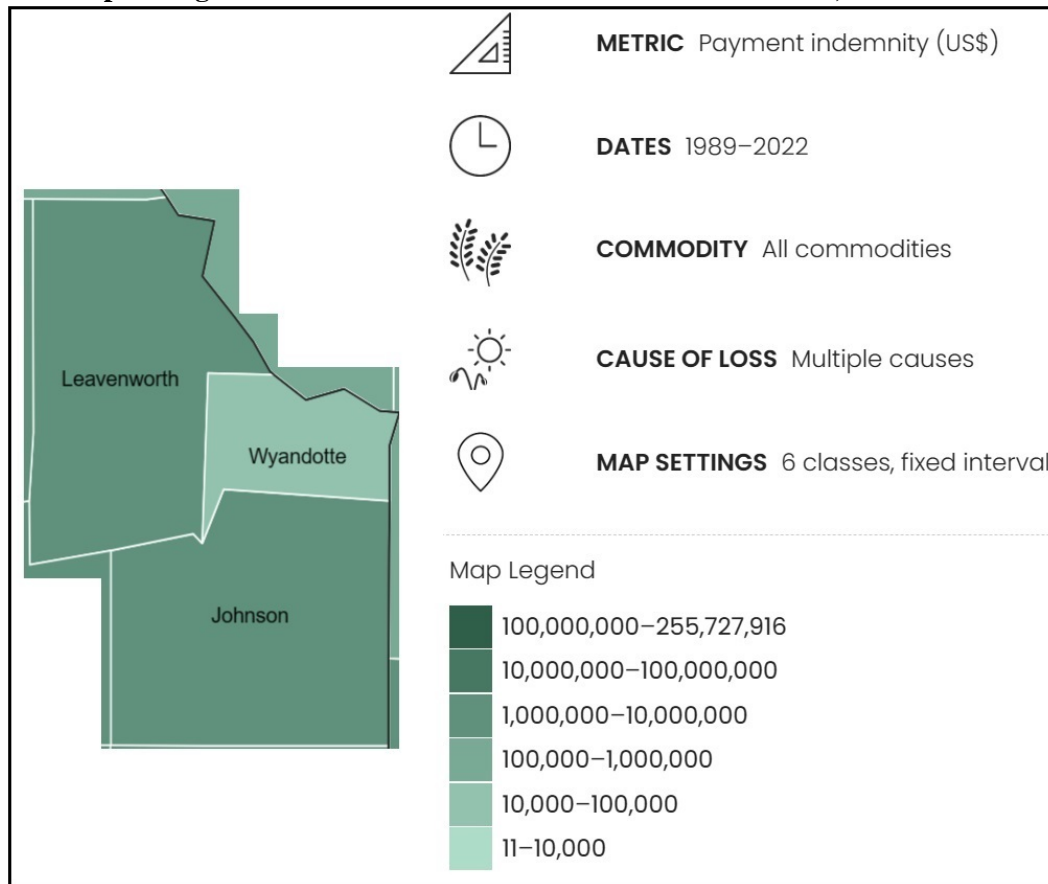 METRIC Payment indemnity (US$)
DATES 1989–2022
COMMODITY All commodities
CAUSE OF LOSS Multiple causes
MAP SETTINGS 6 classes, fixed interval
Leavenworth
Wyandotte
Johnson
Map Legend
100,000,000–255,727,916
10,000,000–100,000,000
1,000,000–10,000,000
100,000–1,000,000
10,000–100,000
11–10,000